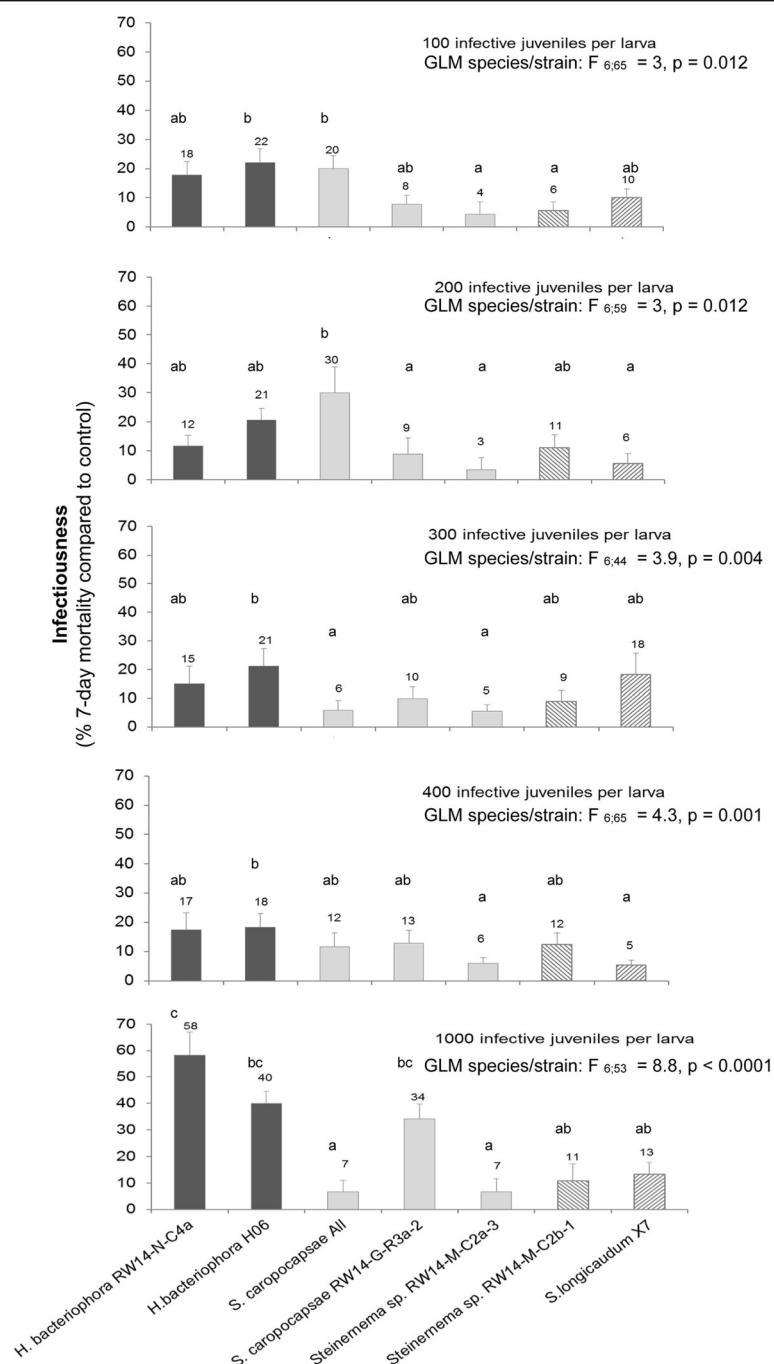 Infectiousness
(% 7-day mortality compared to control)
100 infective juveniles per larva
GLM species/strain: F 6;65 = 3, p = 0.012
70
60
50
40
30
20
10
0
ab b b ab a a ab
18 22 20 8 4 6 10
200 infective juveniles per larva
GLM species/strain: F 6;59 = 3, p = 0.012
70
60
50
40
30
20
10
0
ab ab b a a ab a
12 21 30 9 3 11 6
300 infective juveniles per larva
GLM species/strain: F 6;44 = 3.9, p = 0.004
70
60
50
40
30
20
10
0
ab b a ab a ab ab
15 21 6 10 5 9 18
400 infective juveniles per larva
GLM species/strain: F 6;65 = 4.3, p = 0.001
70
60
50
40
30
20
10
0
ab b ab ab a ab a
17 18 12 13 6 12 5
1000 infective juveniles per larva
GLM species/strain: F 6;53 = 8.8, p < 0.0001
70
60
50
40
30
20
10
0
c bc a bc a ab ab
58 40 7 34 7 11 13
H. bacteriophora RW14-N-C4a
H.bacteriophora H06
S. caropocapsae All
S. caropocapsae RW14-G-R3a-2
Steinernema sp. RW14-M-C2a-3
Steinernema sp. RW14-M-C2b-1
S.longicaudum X7